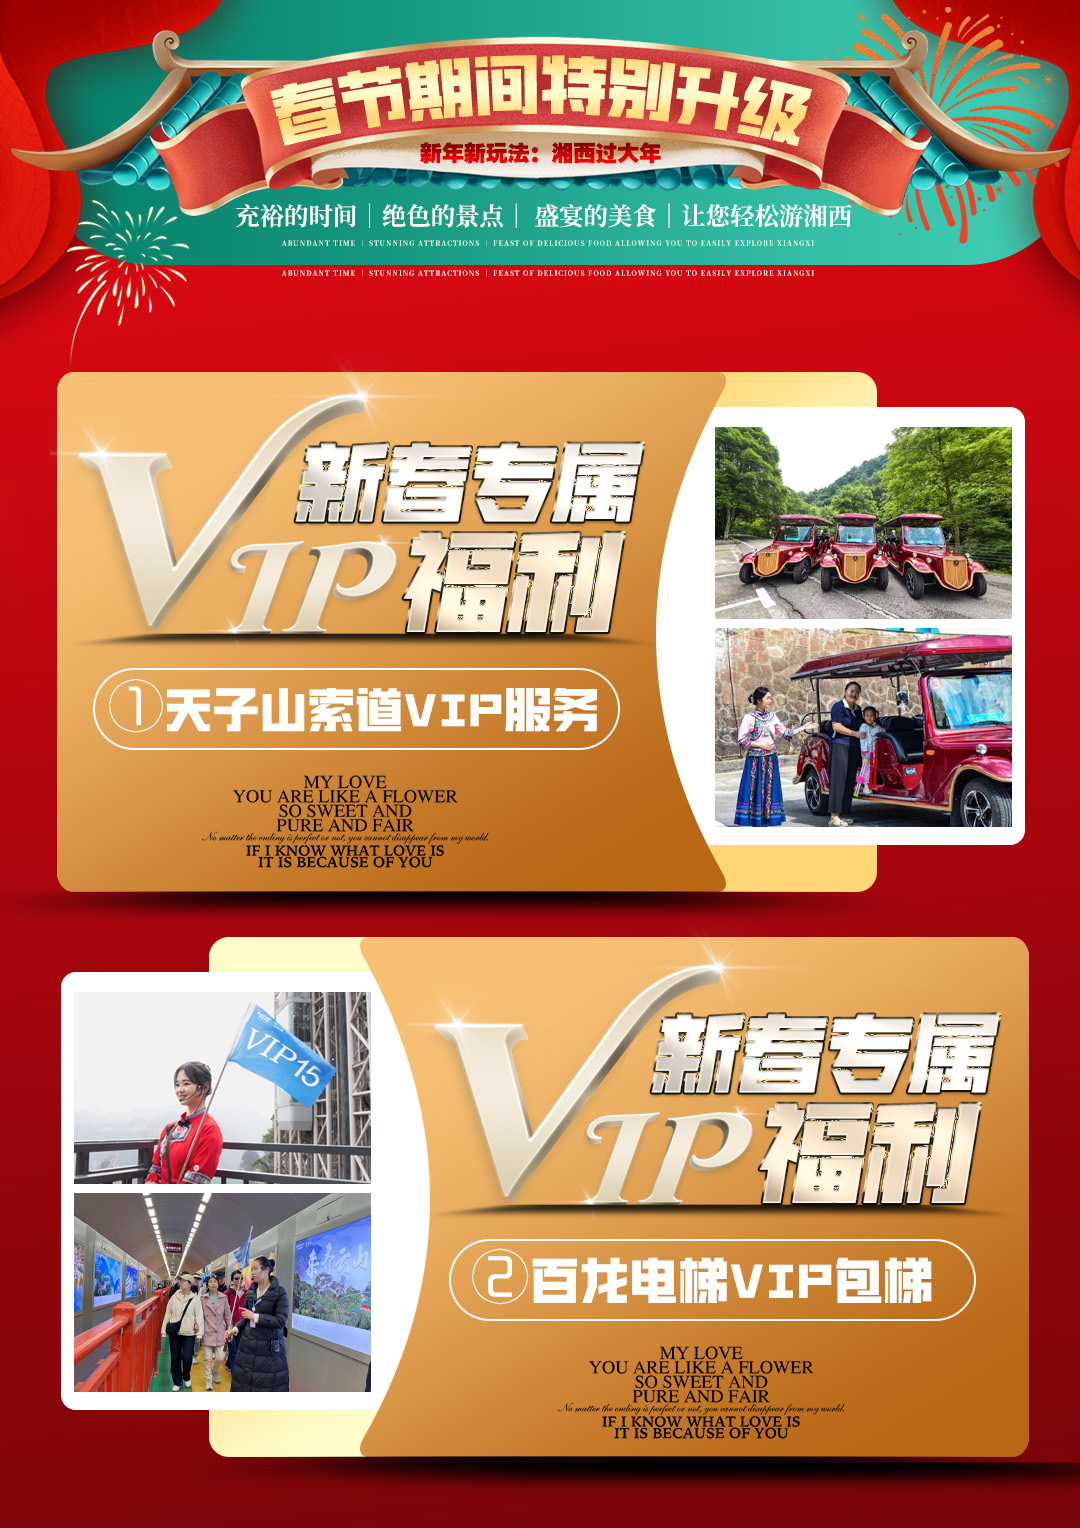 春节期间特别升级
新年新玩法：湘西过大年
充裕的时间｜绝色的景点｜ 盛宴的美食｜让您轻松游湘西
ABUNDANT TIME | STUNNING ATTRACTIONS | FEAST OF DELICIOUS FOOD ALLOWING YOU TO EASILY EXPLORE XIANGXI
ABUNDANT TIME | STUNNING ATTRACTIONS | FEAST OF DELICIOUS FOOD ALLOWING YOU TO EASILY EXPLORE XIANGXI
VIP 新春专属
福利
①天子山索道VIP服务
MY LOVE
YOU ARE LIKE A FLOWER
SO SWEET AND
PURE AND FAIR
No matter the ending is perfect or not, you cannot disappear from my world.
IF I KNOW WHAT LOVE IS
IT IS BECAUSE OF YOU
VIP15
VIP 新春专属
福利
②百龙电梯VIP包梯
MY LOVE
YOU ARE LIKE A FLOWER
SO SWEET AND
PURE AND FAIR
No matter the ending is perfect or not, you cannot disappear from my world.
IF I KNOW WHAT LOVE IS
IT IS BECAUSE OF YOU